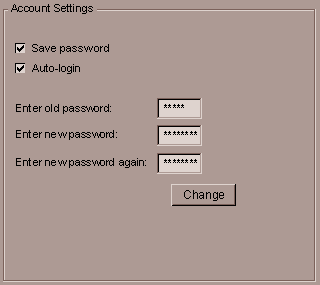 Account Settings
Save password
Auto-login
Enter old password: *****
Enter new password: ********
Enter new password again: ********
Change